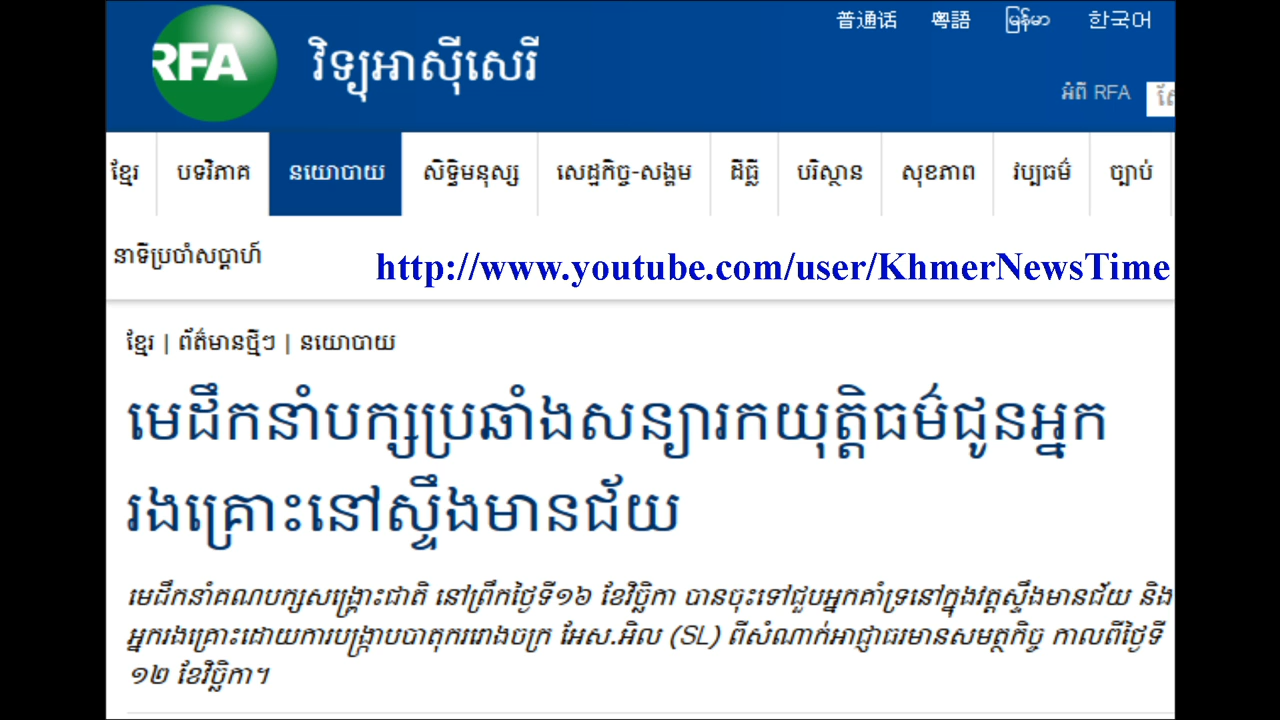 普通话 粵語 မြန်မာ 한국어
RFA វិទ្យុអាស៊ីសេរី
អំពី RFA
ខ្មែរ បទវិភាគ នយោបាយ សិទ្ធិមនុស្ស សេដ្ឋកិច្ច-សង្គម ដីធ្លី បរិស្ថាន សុខភាព វប្បធម៌ ច្បាប់
នាទីប្រចាំសប្ដាហ៍
http://www.youtube.com/user/KhmerNewsTime
ខ្មែរ | ព័ត៌មានថ្មីៗ | នយោបាយ
មេដឹកនាំបក្សប្រឆាំងសន្យារកយុត្តិធម៌ជូនអ្នក
រងគ្រោះនៅស្ទឹងមានជ័យ
មេដឹកនាំគណបក្សសង្គ្រោះជាតិ នៅព្រឹកថ្ងៃទី១៦ ខែវិច្ឆិកា បានចុះទៅជួបអ្នកគាំទ្រនៅក្នុងវត្តស្ទឹងមានជ័យ និង
អ្នករងគ្រោះដោយការបង្ក្រាបបាតុករោងចក្រ អែស.អិល (SL) ពីសំណាក់អាជ្ញាធរមានសមត្ថកិច្ច កាលពីថ្ងៃទី
១២ ខែវិច្ឆិកា។